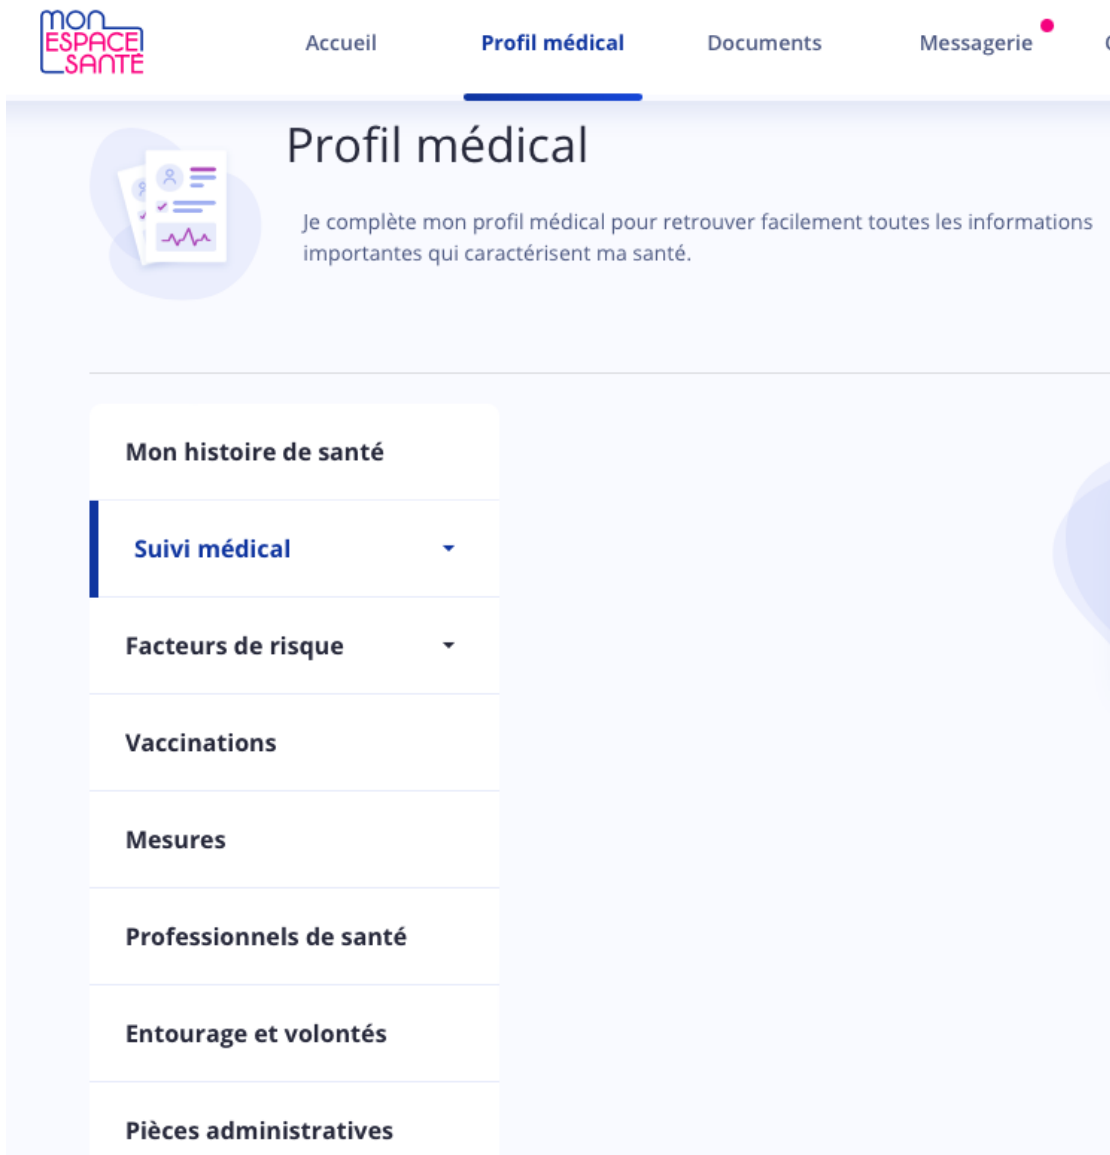 mon
ESPACE
SANTÉ
Accueil
Profil médical
Documents
Messagerie
Profil médical
Je complète mon profil médical pour retrouver facilement toutes les informations
importantes qui caractérisent ma santé.
Mon histoire de santé
Suivi médical
Facteurs de risque
Vaccinations
Mesures
Professionnels de santé
Entourage et volontés
Pièces administratives